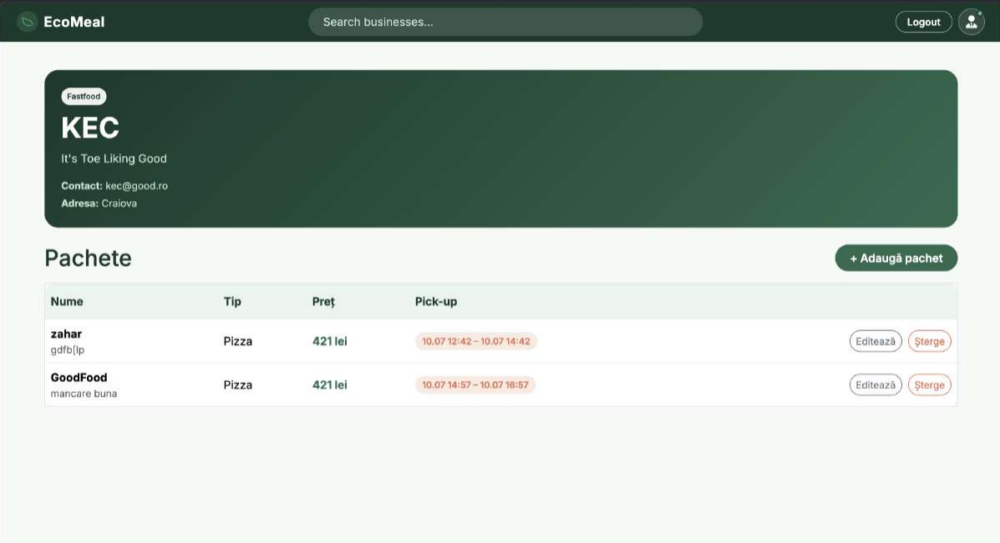 EcoMeal
Search businesses...
Logout
Fastfood
KEC
It's Toe Liking Good
Contact: kec@good.ro
Adresa: Craiova
Pachete
+ Adaugă pachet
Nume Tip Preț Pick-up
zahar
gdfb[lp
Pizza 421 lei 10.07 12:42 – 10.07 14:42 Editează Șterge
GoodFood
mancare buna
Pizza 421 lei 10.07 14:57 – 10.07 16:57 Editează Șterge